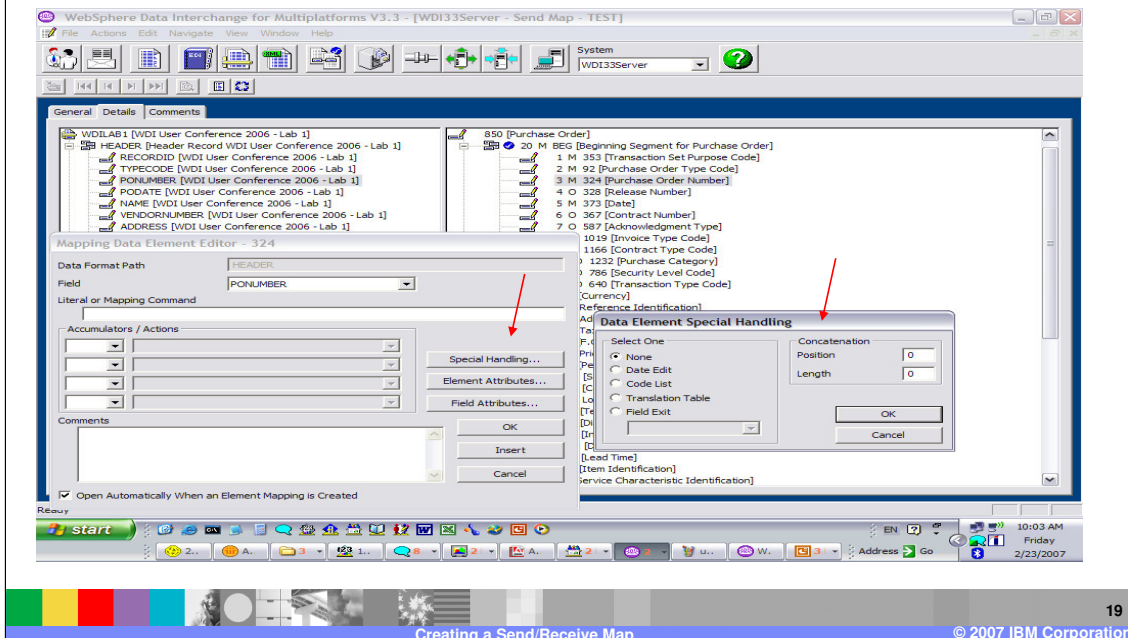 WebSphere Data Interchange for Multiplatforms V3.3 - [WDI33Server - Send Map - TEST]
File Actions Edit Navigate View Window Help
System
WDI33Server
General Details Comments
WDILAB1 [WDI User Conference 2006 - Lab 1]
HEADER [Header Record WDI User Conference 2006 - Lab 1]
RECORDID [WDI User Conference 2006 - Lab 1]
TYPECODE [WDI User Conference 2006 - Lab 1]
PONUMBER [WDI User Conference 2006 - Lab 1]
PODATE [WDI User Conference 2006 - Lab 1]
NAME [WDI User Conference 2006 - Lab 1]
VENDORNUMBER [WDI User Conference 2006 - Lab 1]
ADDRESS [WDI User Conference 2006 - Lab 1]
850 [Purchase Order]
20 M BEG [Beginning Segment for Purchase Order]
1 M 353 [Transaction Set Purpose Code]
2 M 92 [Purchase Order Type Code]
3 M 324 [Purchase Order Number]
4 O 328 [Release Number]
5 M 373 [Date]
6 O 367 [Contract Number]
7 O 587 [Acknowledgment Type]
1019 [Invoice Type Code]
1166 [Contract Type Code]
1232 [Purchase Category]
786 [Security Level Code]
640 [Transaction Type Code]
[Currency]
Reference Identification]
[Lead Time]
[Item Identification]
Service Characteristic Identification]
Mapping Data Element Editor - 324
Data Format Path HEADER
Field PONUMBER
Literal or Mapping Command
Accumulators / Actions
Special Handling...
Element Attributes...
Field Attributes...
Comments
OK
Insert
Cancel
Open Automatically When an Element Mapping is Created
Data Element Special Handling
Select One
None
Date Edit
Code List
Translation Table
Field Exit
Concatenation
Position 0
Length 0
OK
Cancel
start
EN
10:03 AM
Friday
2/23/2007
2.. A. 3 1.. 8 2 A. 2 2 u.. W. 3 Address Go
19
Creating a Send/Receive Map
© 2007 IBM Corporation